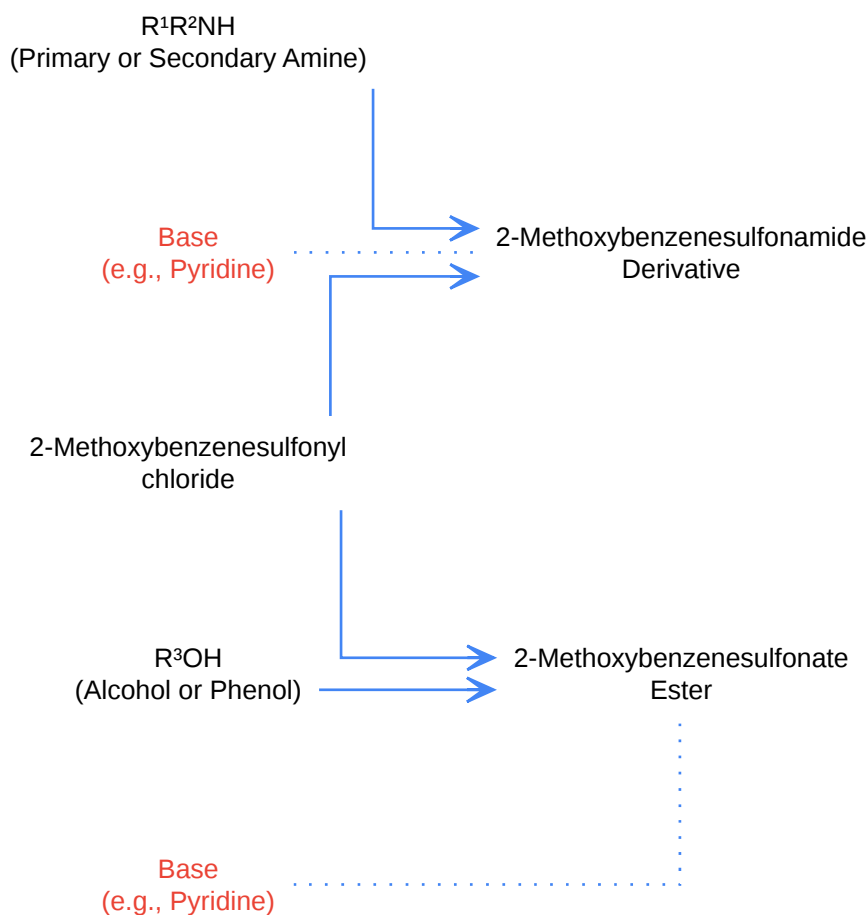 R¹R²NH
(Primary or Secondary Amine)
Base
(e.g., Pyridine)
2-Methoxybenzenesulfonamide
Derivative
2-Methoxybenzenesulfonyl
chloride
R³OH
(Alcohol or Phenol)
2-Methoxybenzenesulfonate
Ester
Base
(e.g., Pyridine)